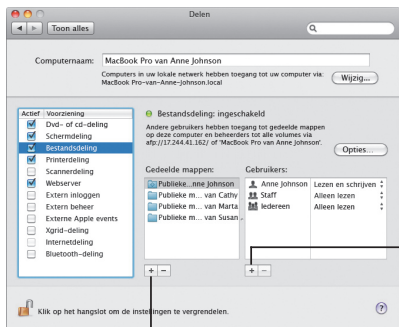 Delen
Toon alles
Computernaam:
MacBook Pro van Anne Johnson
Computers in uw lokale netwerk hebben toegang tot uw computer via:
MacBook-Pro-van-Anne-Johnson.local
Wijzig...
Actief Voorziening
Dvd- of cd-deling
Schermdeling
Bestandsdeling
Printerdeling
Scannerdeling
Webserver
Extern inloggen
Extern beheer
Externe Apple events
Xgrid-deling
Internetdeling
Bluetooth-deling
Bestandsdeling: ingeschakeld
Andere gebruikers hebben toegang tot gedeelde mappen
op deze computer en beheerders tot alle volumes via
afp://17.244.41.162/ of 'MacBook Pro van Anne Johnson'.
Opties...
Gedeelde mappen:
Publieke...nne Johnson
Publieke m... van Cathy
Publieke m... van Marta
Publieke m... van Susan
Gebruikers:
Anne Johnson Lezen en schrijven
Staff Alleen lezen
Iedereen Alleen lezen
+ −
+ −
Klik op het hangslot om de instellingen te vergrendelen.
?